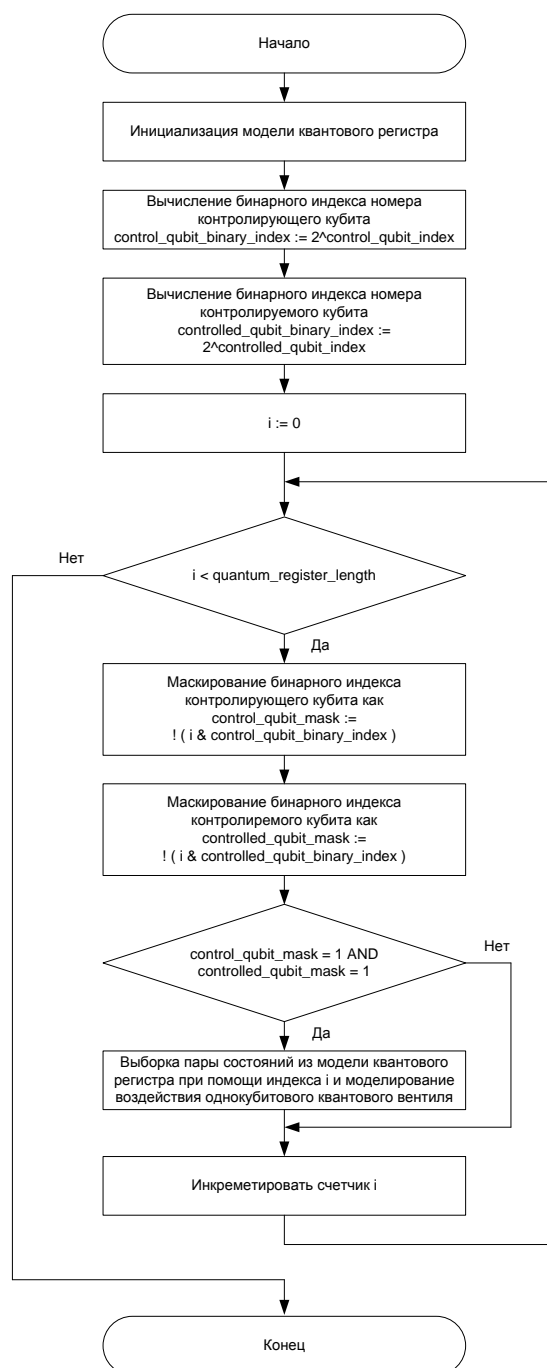 Начало
Инициализация модели квантового регистра
Вычисление бинарного индекса номера
контролирующего кубита
control_qubit_binary_index := 2^control_qubit_index
Вычисление бинарного индекса номера
контролируемого кубита
controlled_qubit_binary_index :=
2^controlled_qubit_index
i := 0
Нет
i < quantum_register_length
Да
Маскирование бинарного индекса
контролирующего кубита как
control_qubit_mask :=
! ( i & control_qubit_binary_index )
Маскирование бинарного индекса
контролиремого кубита как
controlled_qubit_mask :=
! ( i & controlled_qubit_binary_index )
control_qubit_mask = 1 AND
controlled_qubit_mask = 1
Нет
Да
Выборка пары состояний из модели квантового
регистра при помощи индекса i и моделирование
воздействия однокубитового квантового вентиля
Инкреметировать счетчик i
Конец